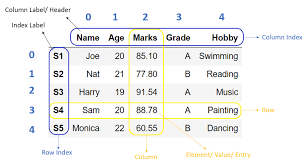 Column Label/ Header
Index Label
0 1 2 3 4
Name Age Marks Grade Hobby
Column Index
0 S1 Joe 20 85.10 A Swimming
1 S2 Nat 21 77.80 B Reading
2 S3 Harry 19 91.54 A Music
3 S4 Sam 20 88.78 A Painting
Row
4 S5 Monica 22 60.55 B Dancing
Row Index
Column
Element/ Value/ Entry